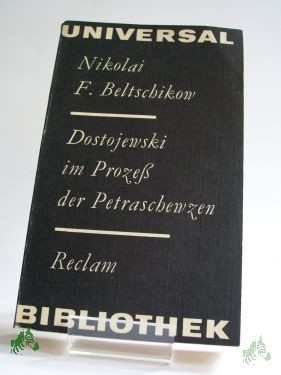 UNIVERSAL
Nikolai
F. Beltschikow
Dostojewski
im Prozeß
der Petraschewzen
Reclam
BIBLIOTHEK